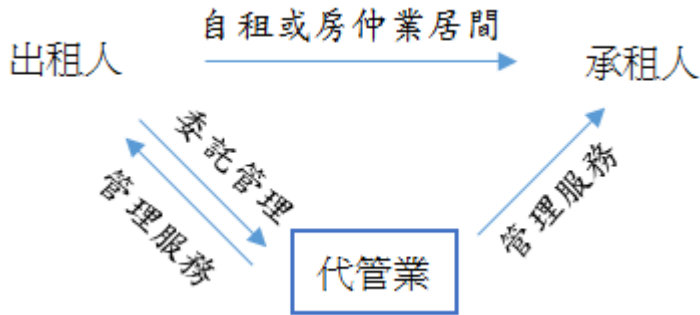 自租或房仲業居間
出租人
承租人
委託管理
管理服務
管理服務
代管業